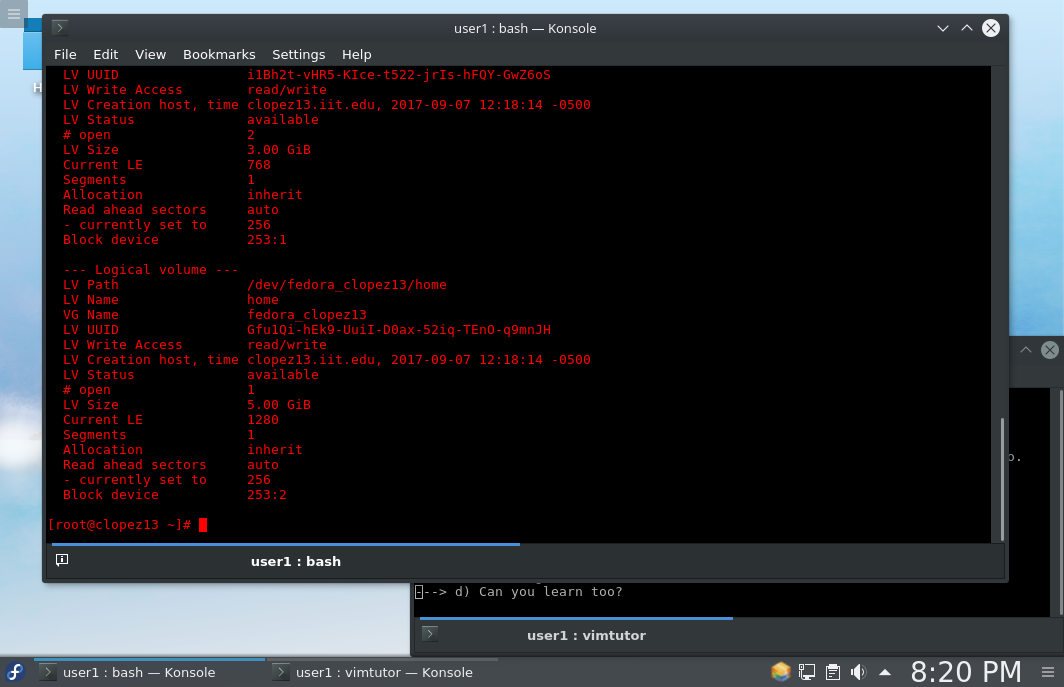 user1 : bash — Konsole
File Edit View Bookmarks Settings Help
LV UUID i1Bh2t-vHR5-KIce-t522-jrIs-hFQY-GwZ6oS
LV Write Access read/write
LV Creation host, time clopez13.iit.edu, 2017-09-07 12:18:14 -0500
LV Status available
# open 2
LV Size 3.00 GiB
Current LE 768
Segments 1
Allocation inherit
Read ahead sectors auto
- currently set to 256
Block device 253:1
--- Logical volume ---
LV Path /dev/fedora_clopez13/home
LV Name home
VG Name fedora_clopez13
LV UUID Gfu1Qi-hEk9-UuiI-D0ax-52iq-TEnO-q9mnJH
LV Write Access read/write
LV Creation host, time clopez13.iit.edu, 2017-09-07 12:18:14 -0500
LV Status available
# open 1
LV Size 5.00 GiB
Current LE 1280
Segments 1
Allocation inherit
Read ahead sectors auto
- currently set to 256
Block device 253:2
[root@clopez13 ~]#
user1 : bash
H
o.
---> d) Can you learn too?
user1 : vimtutor
user1 : bash — Konsole
user1 : vimtutor — Konsole
8:20 PM